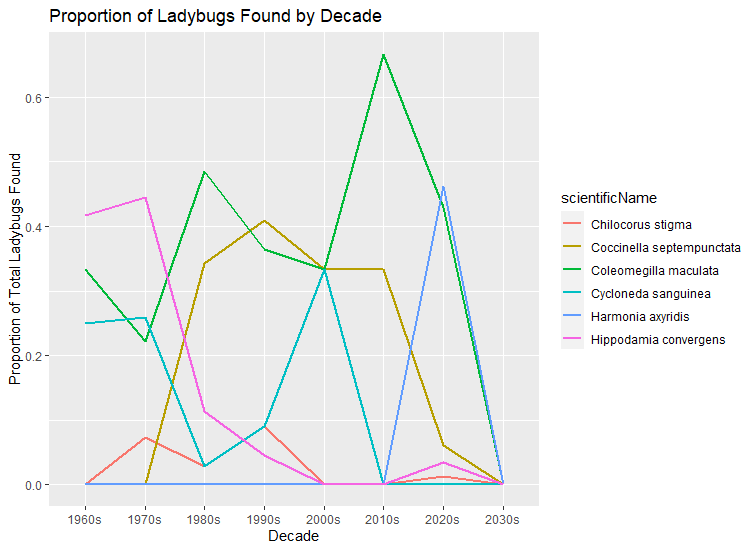 Proportion of Ladybugs Found by Decade
Proportion of Total Ladybugs Found
0.6
0.4
0.2
0.0
1960s 1970s 1980s 1990s 2000s 2010s 2020s 2030s
Decade
scientificName
Chilocorus stigma
Coccinella septempunctata
Coleomegilla maculata
Cycloneda sanguinea
Harmonia axyridis
Hippodamia convergens